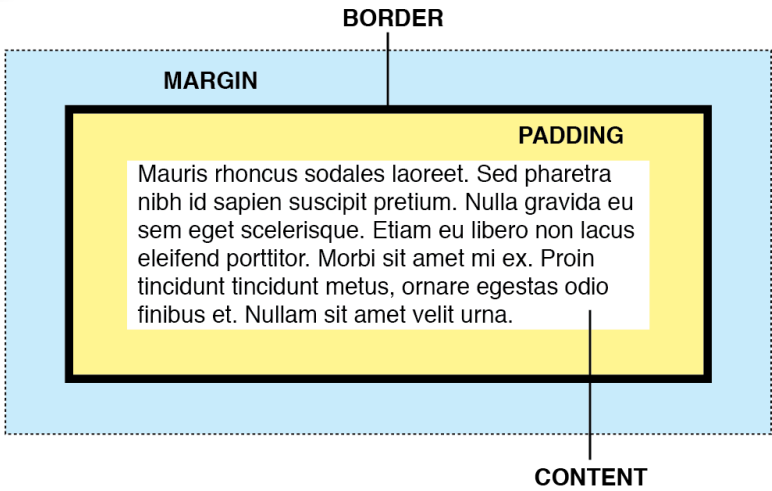 BORDER
MARGIN
PADDING
Mauris rhoncus sodales laoreet. Sed pharetra
nibh id sapien suscipit pretium. Nulla gravida eu
sem eget scelerisque. Etiam eu libero non lacus
eleifend porttitor. Morbi sit amet mi ex. Proin
tincidunt tincidunt metus, ornare egestas odio
finibus et. Nullam sit amet velit urna.
CONTENT